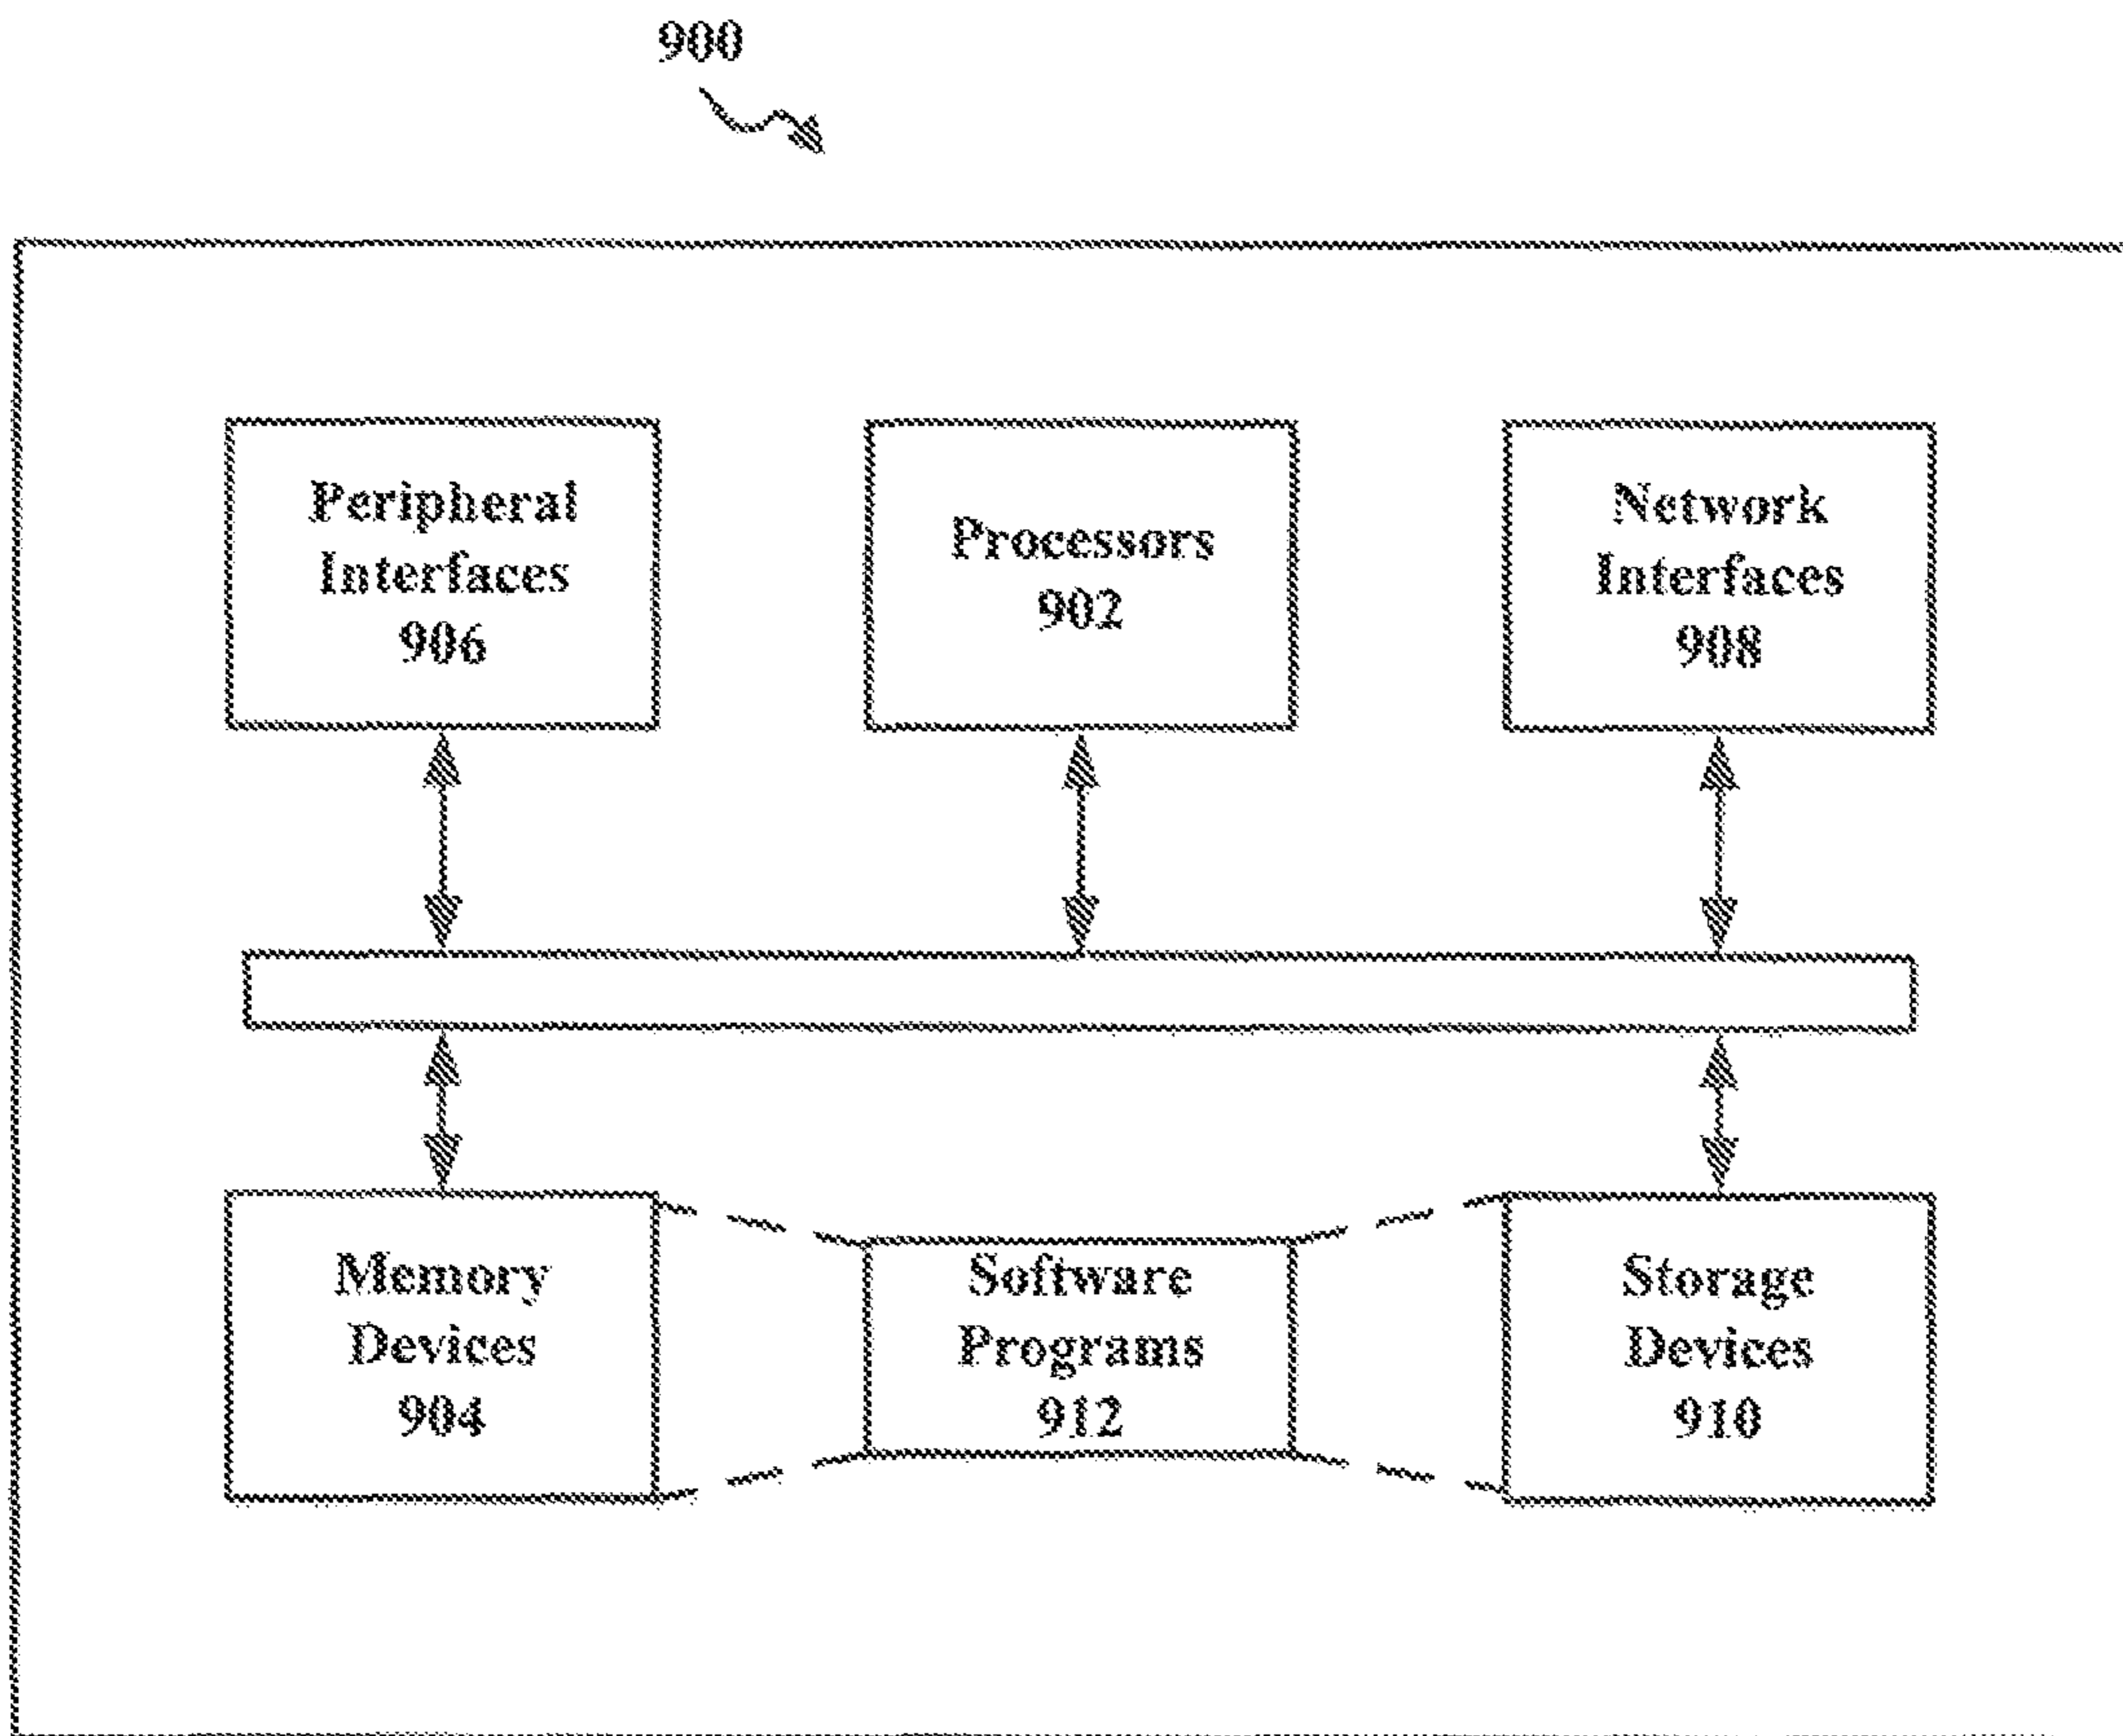 900
Peripheral
Interfaces
906
Processors
902
Network
Interfaces
908
Memory
Devices
904
Software
Programs
912
Storage
Devices
910